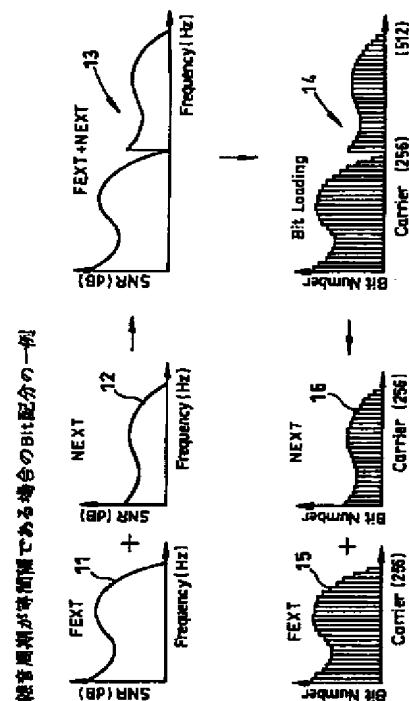 雑音周期が等間隔である場合のBit配分の一例
FEXT
11
SNR(dB)
Frequency(Hz)
+
NEXT
12
SNR(dB)
Frequency(Hz)
FEXT+NEXT
13
SNR(dB)
Frequency(Hz)
FEXT
15
Bit Number
Carrier (256)
+
NEXT
16
Bit Number
Carrier (256)
Bit Loading
14
Bit Number
Carrier (256)
(512)